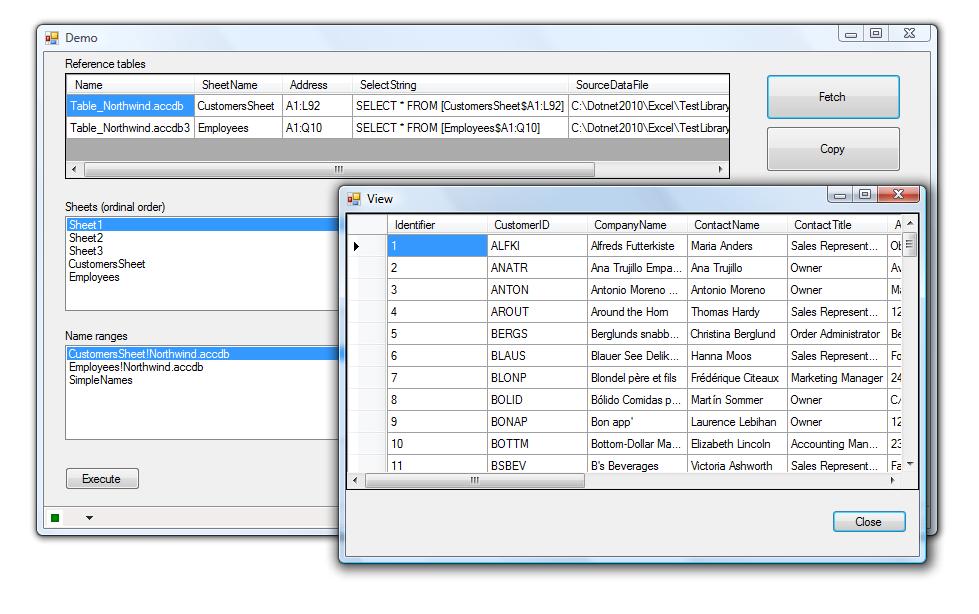 Demo
Reference tables
Name SheetName Address SelectString SourceDataFile
Table_Northwind.accdb CustomersSheet A1:L92 SELECT * FROM [CustomersSheet$A1:L92] C:\Dotnet2010\Excel\TestLibrary
Table_Northwind.accdb3 Employees A1:Q10 SELECT * FROM [Employees$A1:Q10] C:\Dotnet2010\Excel\TestLibrary
Fetch
Copy
Sheets (ordinal order)
Sheet1
Sheet2
Sheet3
CustomersSheet
Employees
Name ranges
CustomersSheet!Northwind.accdb
Employees!Northwind.accdb
SimpleNames
Execute
View
Identifier CustomerID CompanyName ContactName ContactTitle A
1 ALFKI Alfreds Futterkiste Maria Anders Sales Represent... Ob
2 ANATR Ana Trujillo Empa... Ana Trujillo Owner Av
3 ANTON Antonio Moreno ... Antonio Moreno Owner Ma
4 AROUT Around the Horn Thomas Hardy Sales Represent... 12
5 BERGS Berglunds snabb... Christina Berglund Order Administrator Be
6 BLAUS Blauer See Delik... Hanna Moos Sales Represent... Fo
7 BLONP Blondel père et fils Frédérique Citeaux Marketing Manager 24
8 BOLID Bólido Comidas p... Martín Sommer Owner C/
9 BONAP Bon app' Laurence Lebihan Owner 12
10 BOTTM Bottom-Dollar Ma... Elizabeth Lincoln Accounting Man... 23
11 BSBEV B's Beverages Victoria Ashworth Sales Represent... Fa
Close